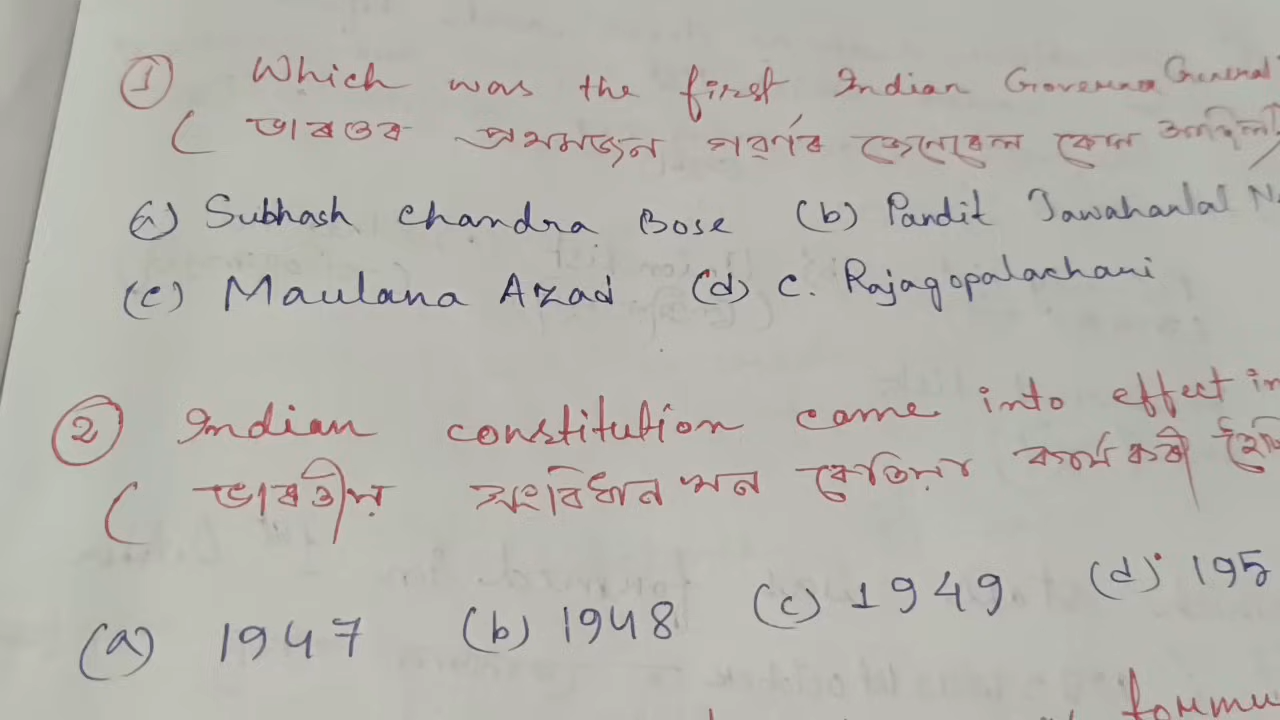 ① Which was the first Indian Governor General
( ভাৰতৰ প্ৰথমজন গৱৰ্ণৰ জেনেৰেল কোন আছিল
a) Subhash Chandra Bose (b) Pandit Jawaharlal
(c) Maulana Azad (d) C. Rajagopalachari
② Indian constitution came into effect in
( ভাৰতীয় সংবিধান খন কেতিয়া কাৰ্য্যকৰী
(a) 1947 (b) 1948 (c) 1949 (d) 195